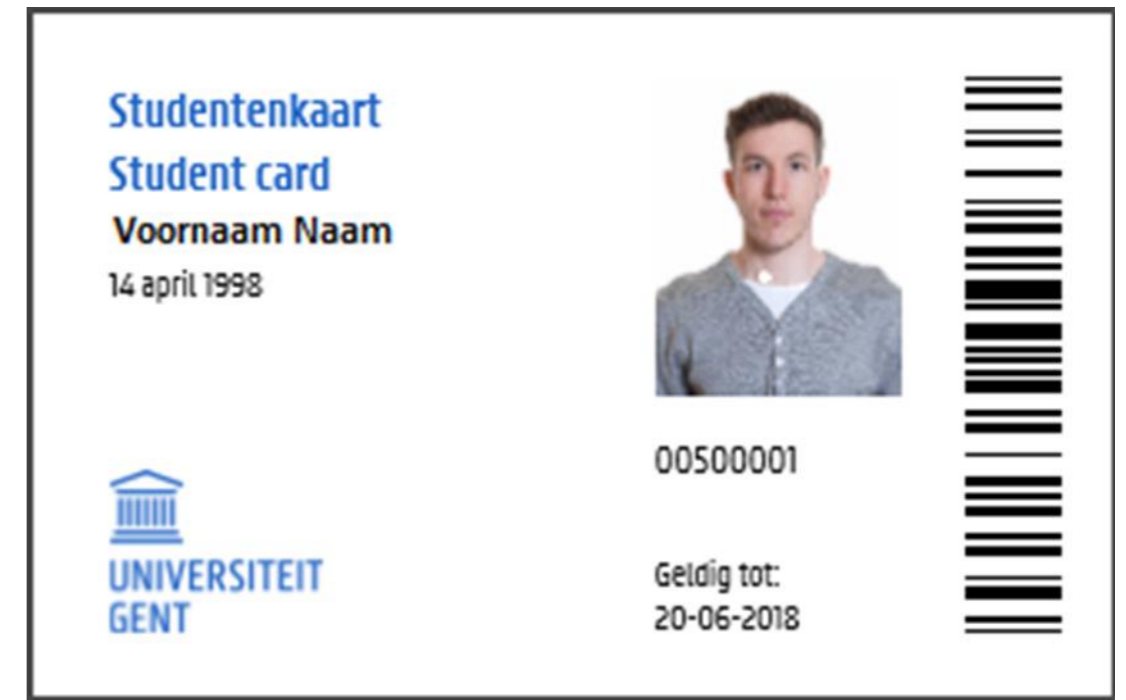 Studentenkaart
Student card
Voornaam Naam
14 april 1998
00500001
UNIVERSITEIT
GENT
Geldig tot:
20-06-2018